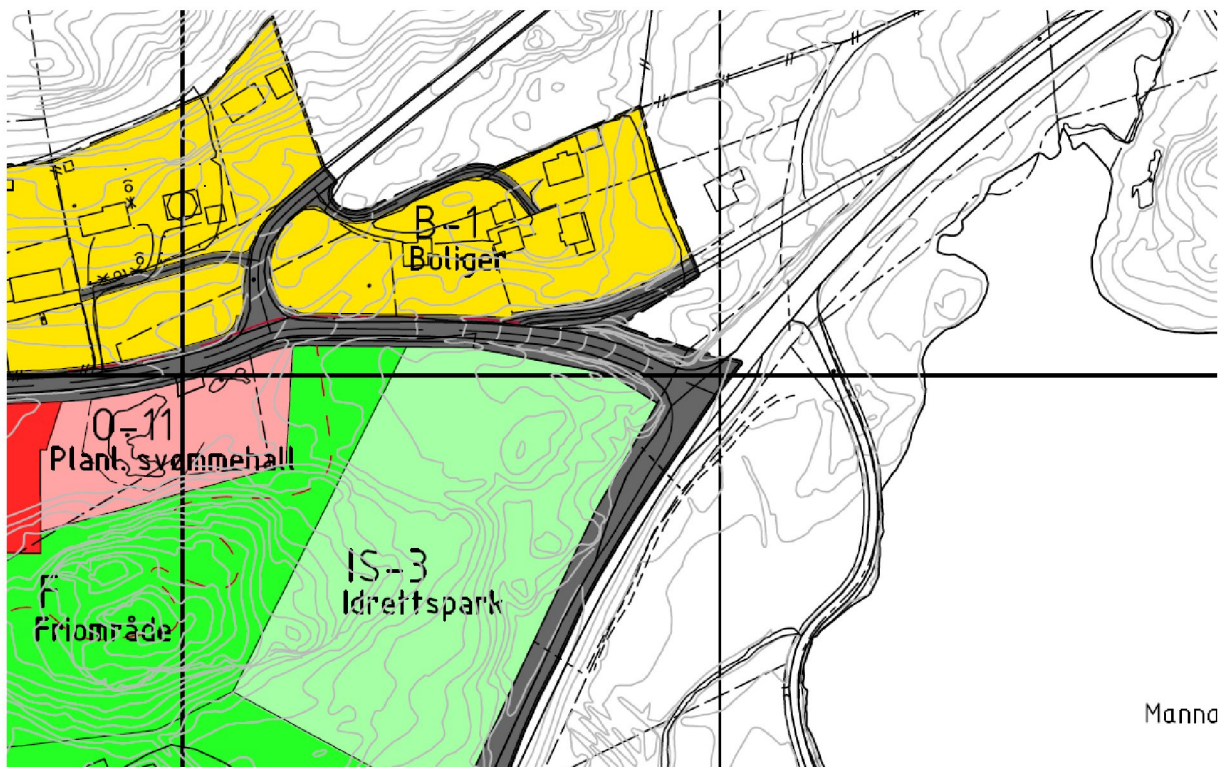 B-1
Boliger
O-11
Planl. svømmehall
IS-3
Idrettspark
F
Friområde
Manna